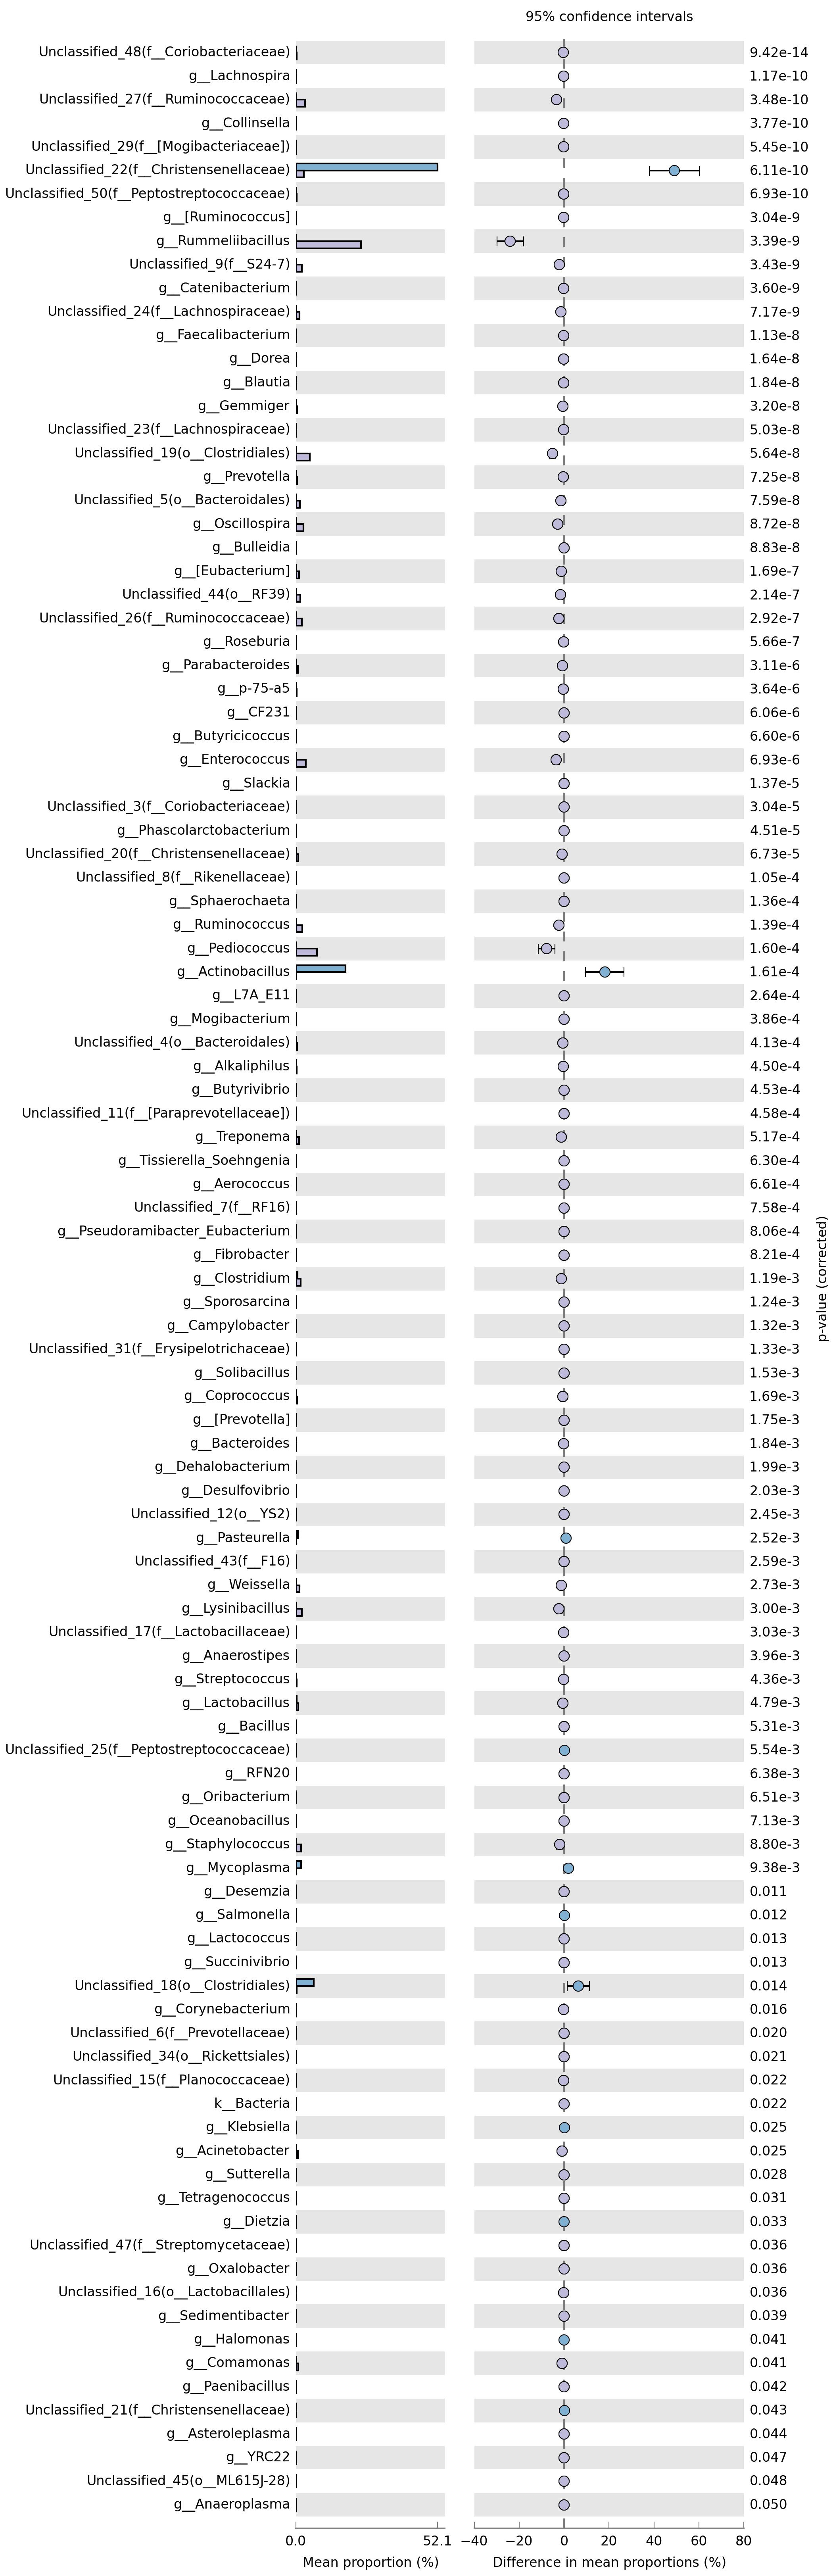 95% confidence intervals
Unclassified_48(f__Coriobacteriaceae) 9.42e-14
g__Lachnospira 1.17e-10
Unclassified_27(f__Ruminococcaceae) 3.48e-10
g__Collinsella 3.77e-10
Unclassified_29(f__[Mogibacteriaceae]) 5.45e-10
Unclassified_22(f__Christensenellaceae) 6.11e-10
Unclassified_50(f__Peptostreptococcaceae) 6.93e-10
g__[Ruminococcus] 3.04e-9
g__Rummeliibacillus 3.39e-9
Unclassified_9(f__S24-7) 3.43e-9
g__Catenibacterium 3.60e-9
Unclassified_24(f__Lachnospiraceae) 7.17e-9
g__Faecalibacterium 1.13e-8
g__Dorea 1.64e-8
g__Blautia 1.84e-8
g__Gemmiger 3.20e-8
Unclassified_23(f__Lachnospiraceae) 5.03e-8
Unclassified_19(o__Clostridiales) 5.64e-8
g__Prevotella 7.25e-8
Unclassified_5(o__Bacteroidales) 7.59e-8
g__Oscillospira 8.72e-8
g__Bulleidia 8.83e-8
g__[Eubacterium] 1.69e-7
Unclassified_44(o__RF39) 2.14e-7
Unclassified_26(f__Ruminococcaceae) 2.92e-7
g__Roseburia 5.66e-7
g__Parabacteroides 3.11e-6
g__p-75-a5 3.64e-6
g__CF231 6.06e-6
g__Butyricicoccus 6.60e-6
g__Enterococcus 6.93e-6
g__Slackia 1.37e-5
Unclassified_3(f__Coriobacteriaceae) 3.04e-5
g__Phascolarctobacterium 4.51e-5
Unclassified_20(f__Christensenellaceae) 6.73e-5
Unclassified_8(f__Rikenellaceae) 1.05e-4
g__Sphaerochaeta 1.36e-4
g__Ruminococcus 1.39e-4
g__Pediococcus 1.60e-4
g__Actinobacillus 1.61e-4
g__L7A_E11 2.64e-4
g__Mogibacterium 3.86e-4
Unclassified_4(o__Bacteroidales) 4.13e-4
g__Alkaliphilus 4.50e-4
g__Butyrivibrio 4.53e-4
Unclassified_11(f__[Paraprevotellaceae]) 4.58e-4
g__Treponema 5.17e-4
g__Tissierella_Soehngenia 6.30e-4
g__Aerococcus 6.61e-4
Unclassified_7(f__RF16) 7.58e-4
g__Pseudoramibacter_Eubacterium 8.06e-4
g__Fibrobacter 8.21e-4
g__Clostridium 1.19e-3
g__Sporosarcina 1.24e-3
g__Campylobacter 1.32e-3
Unclassified_31(f__Erysipelotrichaceae) 1.33e-3
g__Solibacillus 1.53e-3
g__Coprococcus 1.69e-3
g__[Prevotella] 1.75e-3
g__Bacteroides 1.84e-3
g__Dehalobacterium 1.99e-3
g__Desulfovibrio 2.03e-3
Unclassified_12(o__YS2) 2.45e-3
g__Pasteurella 2.52e-3
Unclassified_43(f__F16) 2.59e-3
g__Weissella 2.73e-3
g__Lysinibacillus 3.00e-3
Unclassified_17(f__Lactobacillaceae) 3.03e-3
g__Anaerostipes 3.96e-3
g__Streptococcus 4.36e-3
g__Lactobacillus 4.79e-3
g__Bacillus 5.31e-3
Unclassified_25(f__Peptostreptococcaceae) 5.54e-3
g__RFN20 6.38e-3
g__Oribacterium 6.51e-3
g__Oceanobacillus 7.13e-3
g__Staphylococcus 8.80e-3
g__Mycoplasma 9.38e-3
g__Desemzia 0.011
g__Salmonella 0.012
g__Lactococcus 0.013
g__Succinivibrio 0.013
Unclassified_18(o__Clostridiales) 0.014
g__Corynebacterium 0.016
Unclassified_6(f__Prevotellaceae) 0.020
Unclassified_34(o__Rickettsiales) 0.021
Unclassified_15(f__Planococcaceae) 0.022
k__Bacteria 0.022
g__Klebsiella 0.025
g__Acinetobacter 0.025
g__Sutterella 0.028
g__Tetragenococcus 0.031
g__Dietzia 0.033
Unclassified_47(f__Streptomycetaceae) 0.036
g__Oxalobacter 0.036
Unclassified_16(o__Lactobacillales) 0.036
g__Sedimentibacter 0.039
g__Halomonas 0.041
g__Comamonas 0.041
g__Paenibacillus 0.042
Unclassified_21(f__Christensenellaceae) 0.043
g__Asteroleplasma 0.044
g__YRC22 0.047
Unclassified_45(o__ML615J-28) 0.048
g__Anaeroplasma 0.050
p-value (corrected)
0.0 52.1 −40 −20 0 20 40 60 80
Mean proportion (%) Difference in mean proportions (%)